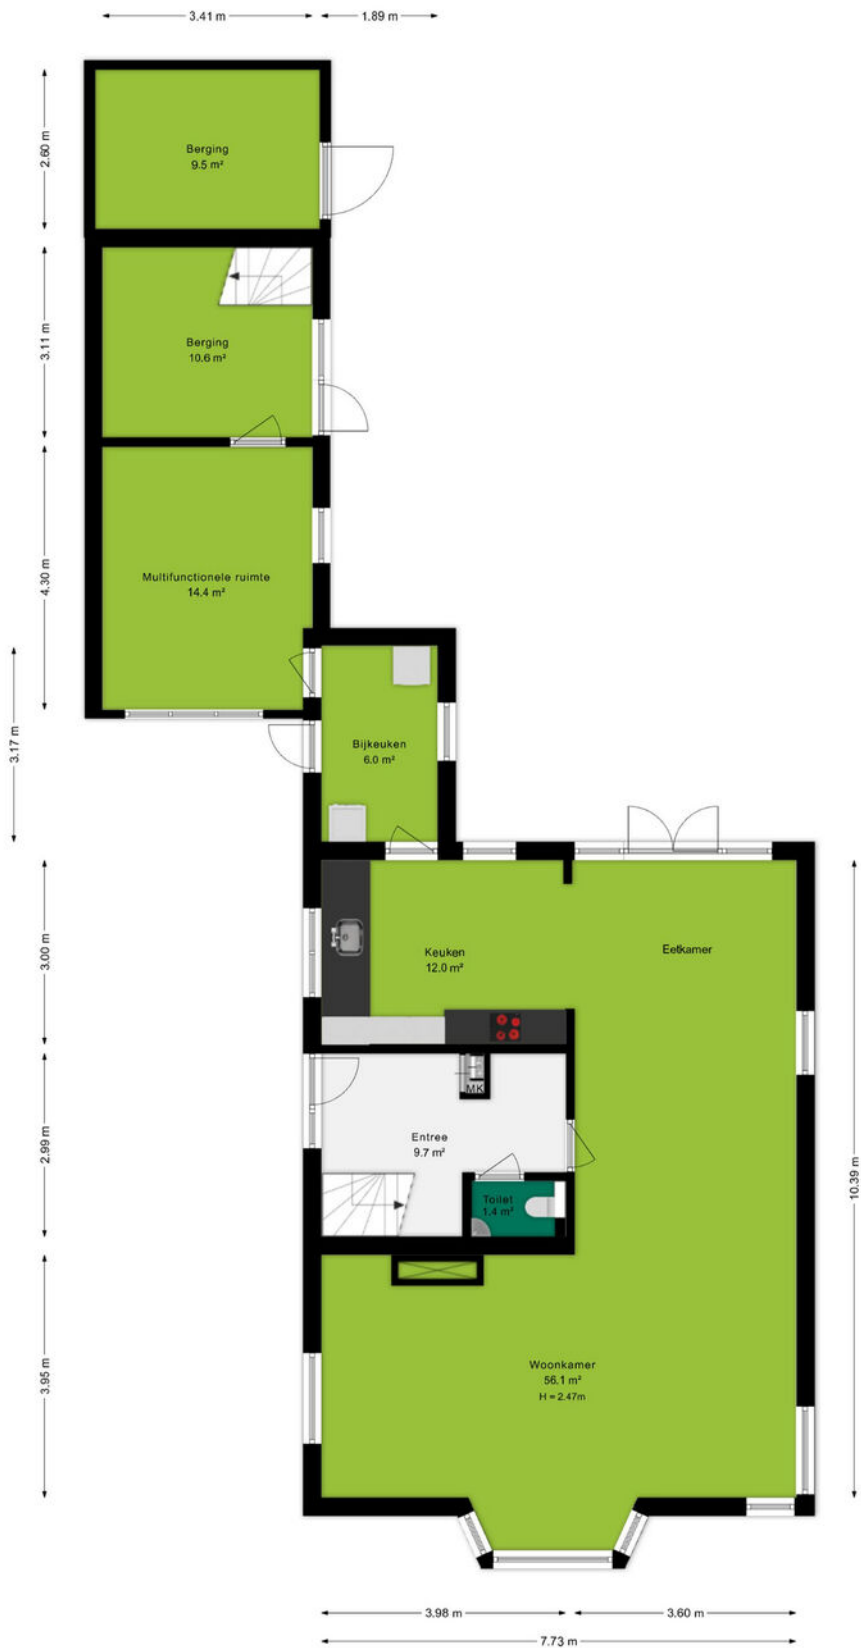 3.41 m
1.89 m
2.60 m
Berging
9.5 m²
3.11 m
Berging
10.6 m²
4.30 m
Multifunctionele ruimte
14.4 m²
3.17 m
Bijkeuken
6.0 m²
3.00 m
Keuken
12.0 m²
Eetkamer
2.99 m
MK
Entree
9.7 m²
Toilet
1.4 m²
10.39 m
3.95 m
Woonkamer
56.1 m²
H = 2.47m
3.98 m
3.60 m
7.73 m